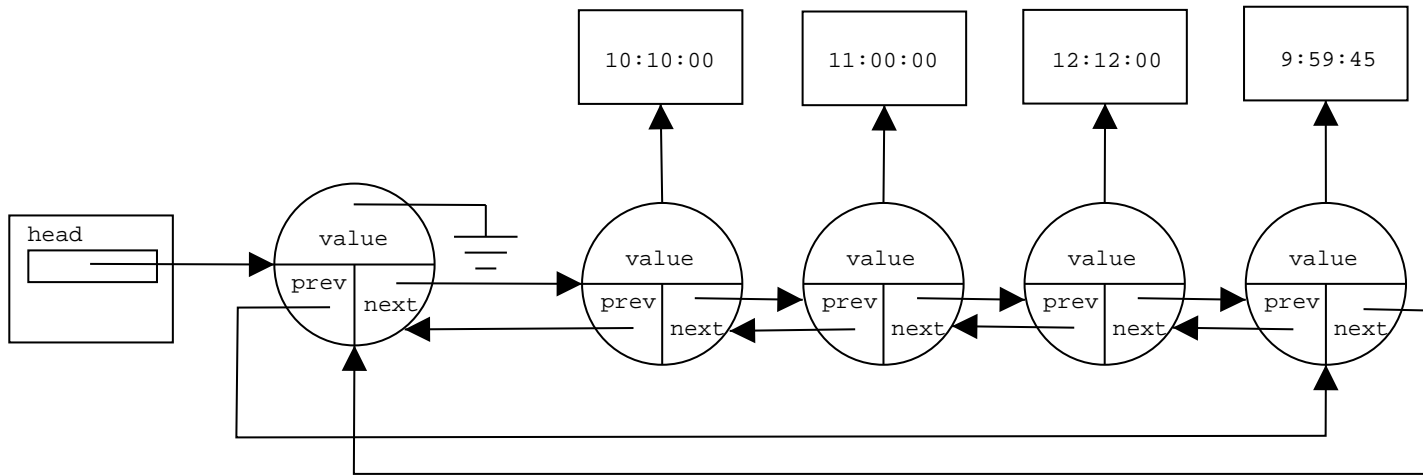 10:10:00
11:00:00
12:12:00
9:59:45
head
value
prev
next
value
prev
next
value
prev
next
value
prev
next
value
prev
next